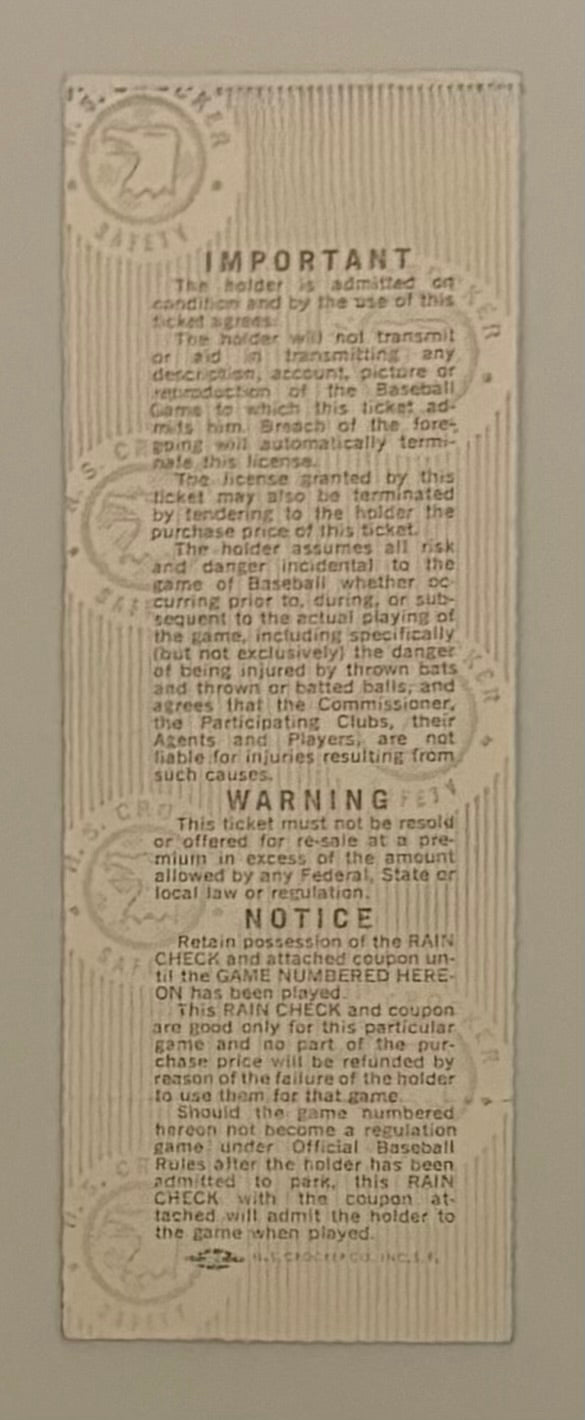 H.S. CROCKER
SAFETY
IMPORTANT
The holder is admitted on
condition and by the use of this
ticket agrees:
The holder will not transmit
or aid in transmitting any
description, account, picture or
reproduction of the Baseball
Game to which this ticket ad-
mits him. Breach of the fore-
going will automatically termi-
nate this license.
The license granted by this
ticket may also be terminated
by tendering to the holder the
purchase price of this ticket.
The holder assumes all risk
and danger incidental to the
game of Baseball whether oc-
curring prior to, during, or sub-
sequent to the actual playing of
the game, including specifically
(but not exclusively) the danger
of being injured by thrown bats
and thrown or batted balls, and
agrees that the Commissioner,
the Participating Clubs, their
Agents and Players, are not
liable for injuries resulting from
such causes.
WARNING
This ticket must not be resold
or offered for re-sale at a pre-
mium in excess of the amount
allowed by any Federal, State or
local law or regulation.
NOTICE
Retain possession of the RAIN
CHECK and attached coupon un-
til the GAME NUMBERED HERE-
ON has been played.
This RAIN CHECK and coupon
are good only for this particular
game and no part of the pur-
chase price will be refunded by
reason of the failure of the holder
to use them for that game.
Should the game numbered
hereon not become a regulation
game under Official Baseball
Rules after the holder has been
admitted to park, this RAIN
CHECK with the coupon at-
tached will admit the holder to
the game when played.
H.S. CROCKER CO. INC. S.F.